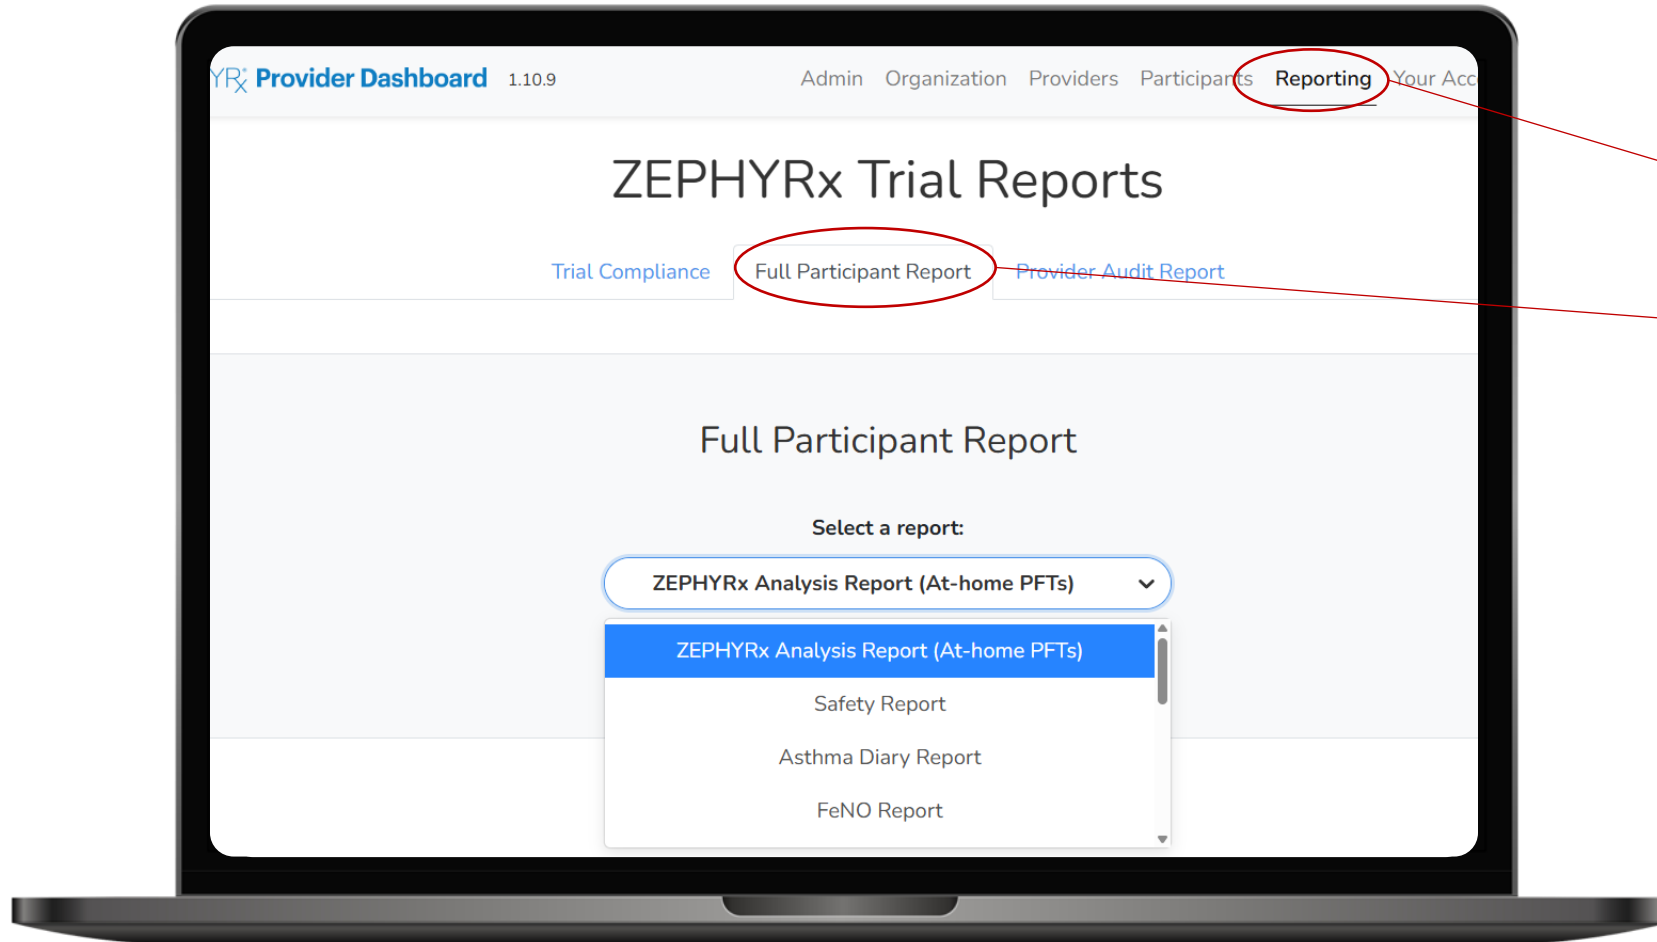 YRx Provider Dashboard 1.10.9 Admin Organization Providers Participants Reporting Your Acc
ZEPHYRx Trial Reports
Trial Compliance Full Participant Report Provider Audit Report
Full Participant Report
Select a report:
ZEPHYRx Analysis Report (At-home PFTs)
ZEPHYRx Analysis Report (At-home PFTs)
Safety Report
Asthma Diary Report
FeNO Report